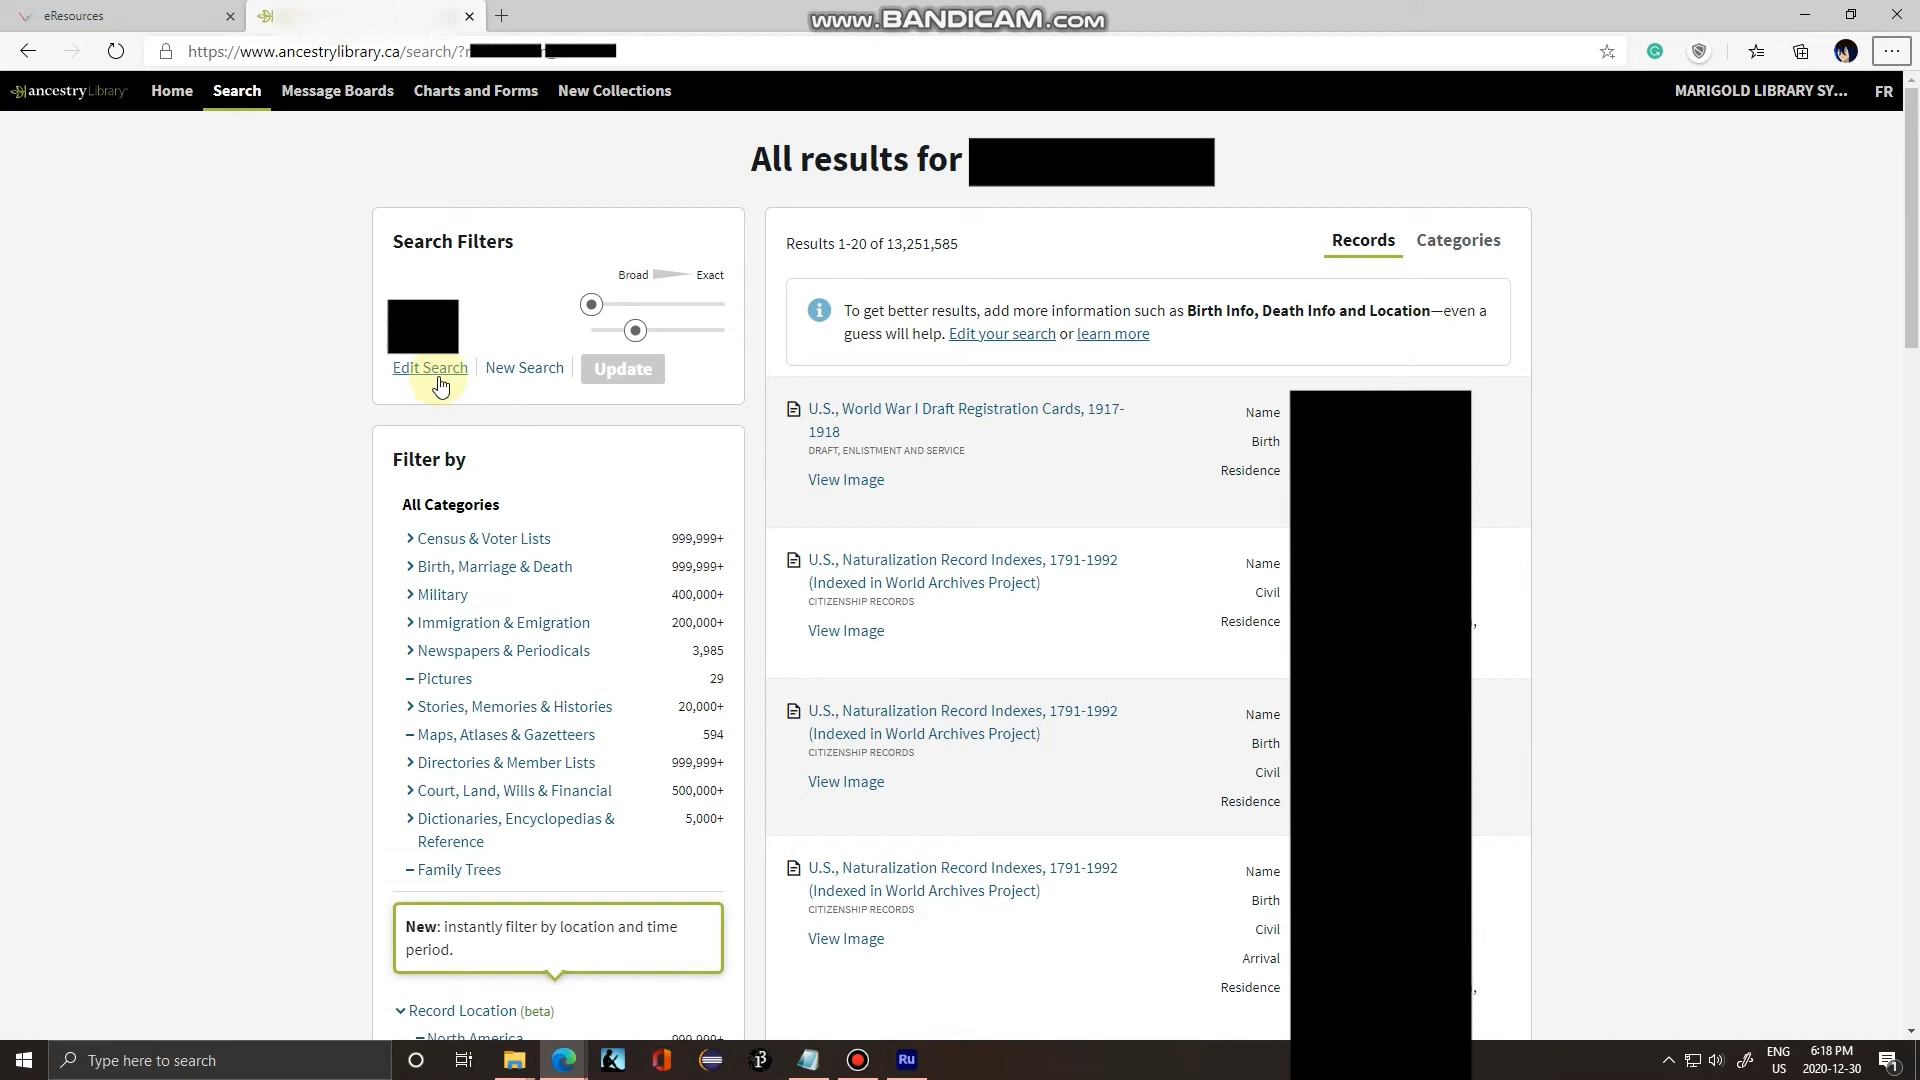 eResources
www.BANDICAM.com
https://www.ancestrylibrary.ca/search/?r
ancestryLibrary Home Search Message Boards Charts and Forms New Collections MARIGOLD LIBRARY SY... FR
All results for
Search Filters
Broad Exact
Edit Search New Search Update
Filter by
All Categories
Census & Voter Lists 999,999+
Birth, Marriage & Death 999,999+
Military 400,000+
Immigration & Emigration 200,000+
Newspapers & Periodicals 3,985
Pictures 29
Stories, Memories & Histories 20,000+
Maps, Atlases & Gazetteers 594
Directories & Member Lists 999,999+
Court, Land, Wills & Financial 500,000+
Dictionaries, Encyclopedias & 5,000+
Reference
Family Trees
New: instantly filter by location and time
period.
Record Location (beta)
North America 999,999+
Results 1-20 of 13,251,585 Records Categories
To get better results, add more information such as Birth Info, Death Info and Location—even a
guess will help. Edit your search or learn more
U.S., World War I Draft Registration Cards, 1917-
1918
DRAFT, ENLISTMENT AND SERVICE
View Image
Name
Birth
Residence
U.S., Naturalization Record Indexes, 1791-1992
(Indexed in World Archives Project)
CITIZENSHIP RECORDS
View Image
Name
Civil
Residence ,
U.S., Naturalization Record Indexes, 1791-1992
(Indexed in World Archives Project)
CITIZENSHIP RECORDS
View Image
Name
Birth
Civil
Residence
U.S., Naturalization Record Indexes, 1791-1992
(Indexed in World Archives Project)
CITIZENSHIP RECORDS
View Image
Name
Birth
Civil
Arrival
Residence ,
Type here to search
Ru
ENG
US
6:18 PM
2020-12-30
1